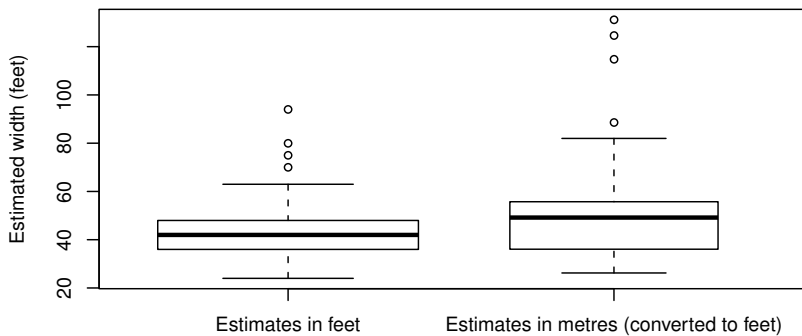 Estimated width (feet)
100
80
60
40
20
Estimates in feet
Estimates in metres (converted to feet)